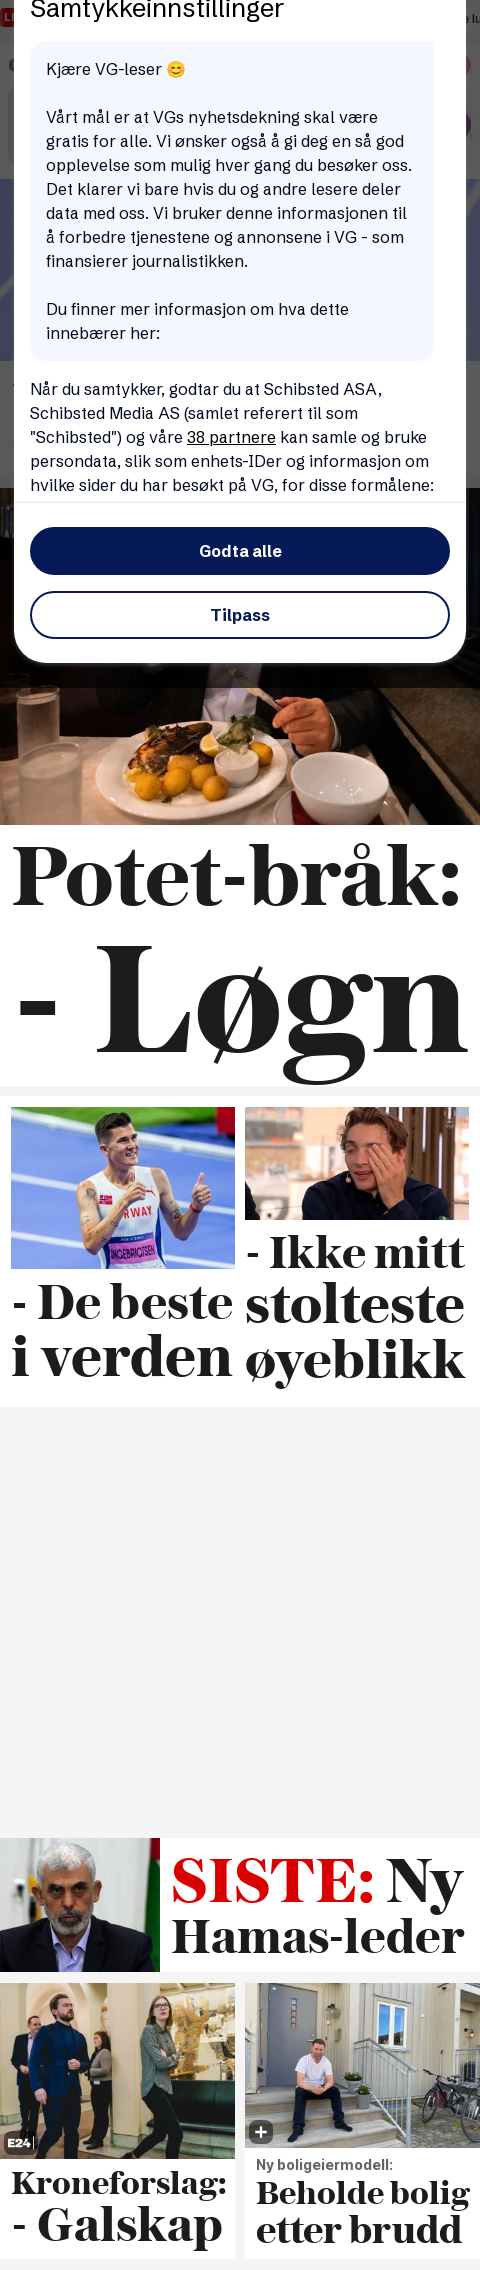 Samtykkeinnstillinger
Kjære VG-leser 😊
Vårt mål er at VGs nyhetsdekning skal være
gratis for alle. Vi ønsker også å gi deg en så god
opplevelse som mulig hver gang du besøker oss.
Det klarer vi bare hvis du og andre lesere deler
data med oss. Vi bruker denne informasjonen til
å forbedre tjenestene og annonsene i VG - som
finansierer journalistikken.
Du finner mer informasjon om hva dette
innebærer her:
Når du samtykker, godtar du at Schibsted ASA,
Schibsted Media AS (samlet referert til som
"Schibsted") og våre 38 partnere kan samle og bruke
persondata, slik som enhets-IDer og informasjon om
hvilke sider du har besøkt på VG, for disse formålene:
Godta alle
Tilpass
Potet-bråk:
- Løgn
RWAY
INGEBRIGTSEN
- De beste
i verden
- Ikke mitt
stolteste
øyeblikk
SISTE: Ny
Hamas-leder
E24
Kroneforslag:
- Galskap
Ny boligeiermodell:
Beholde bolig
etter brudd